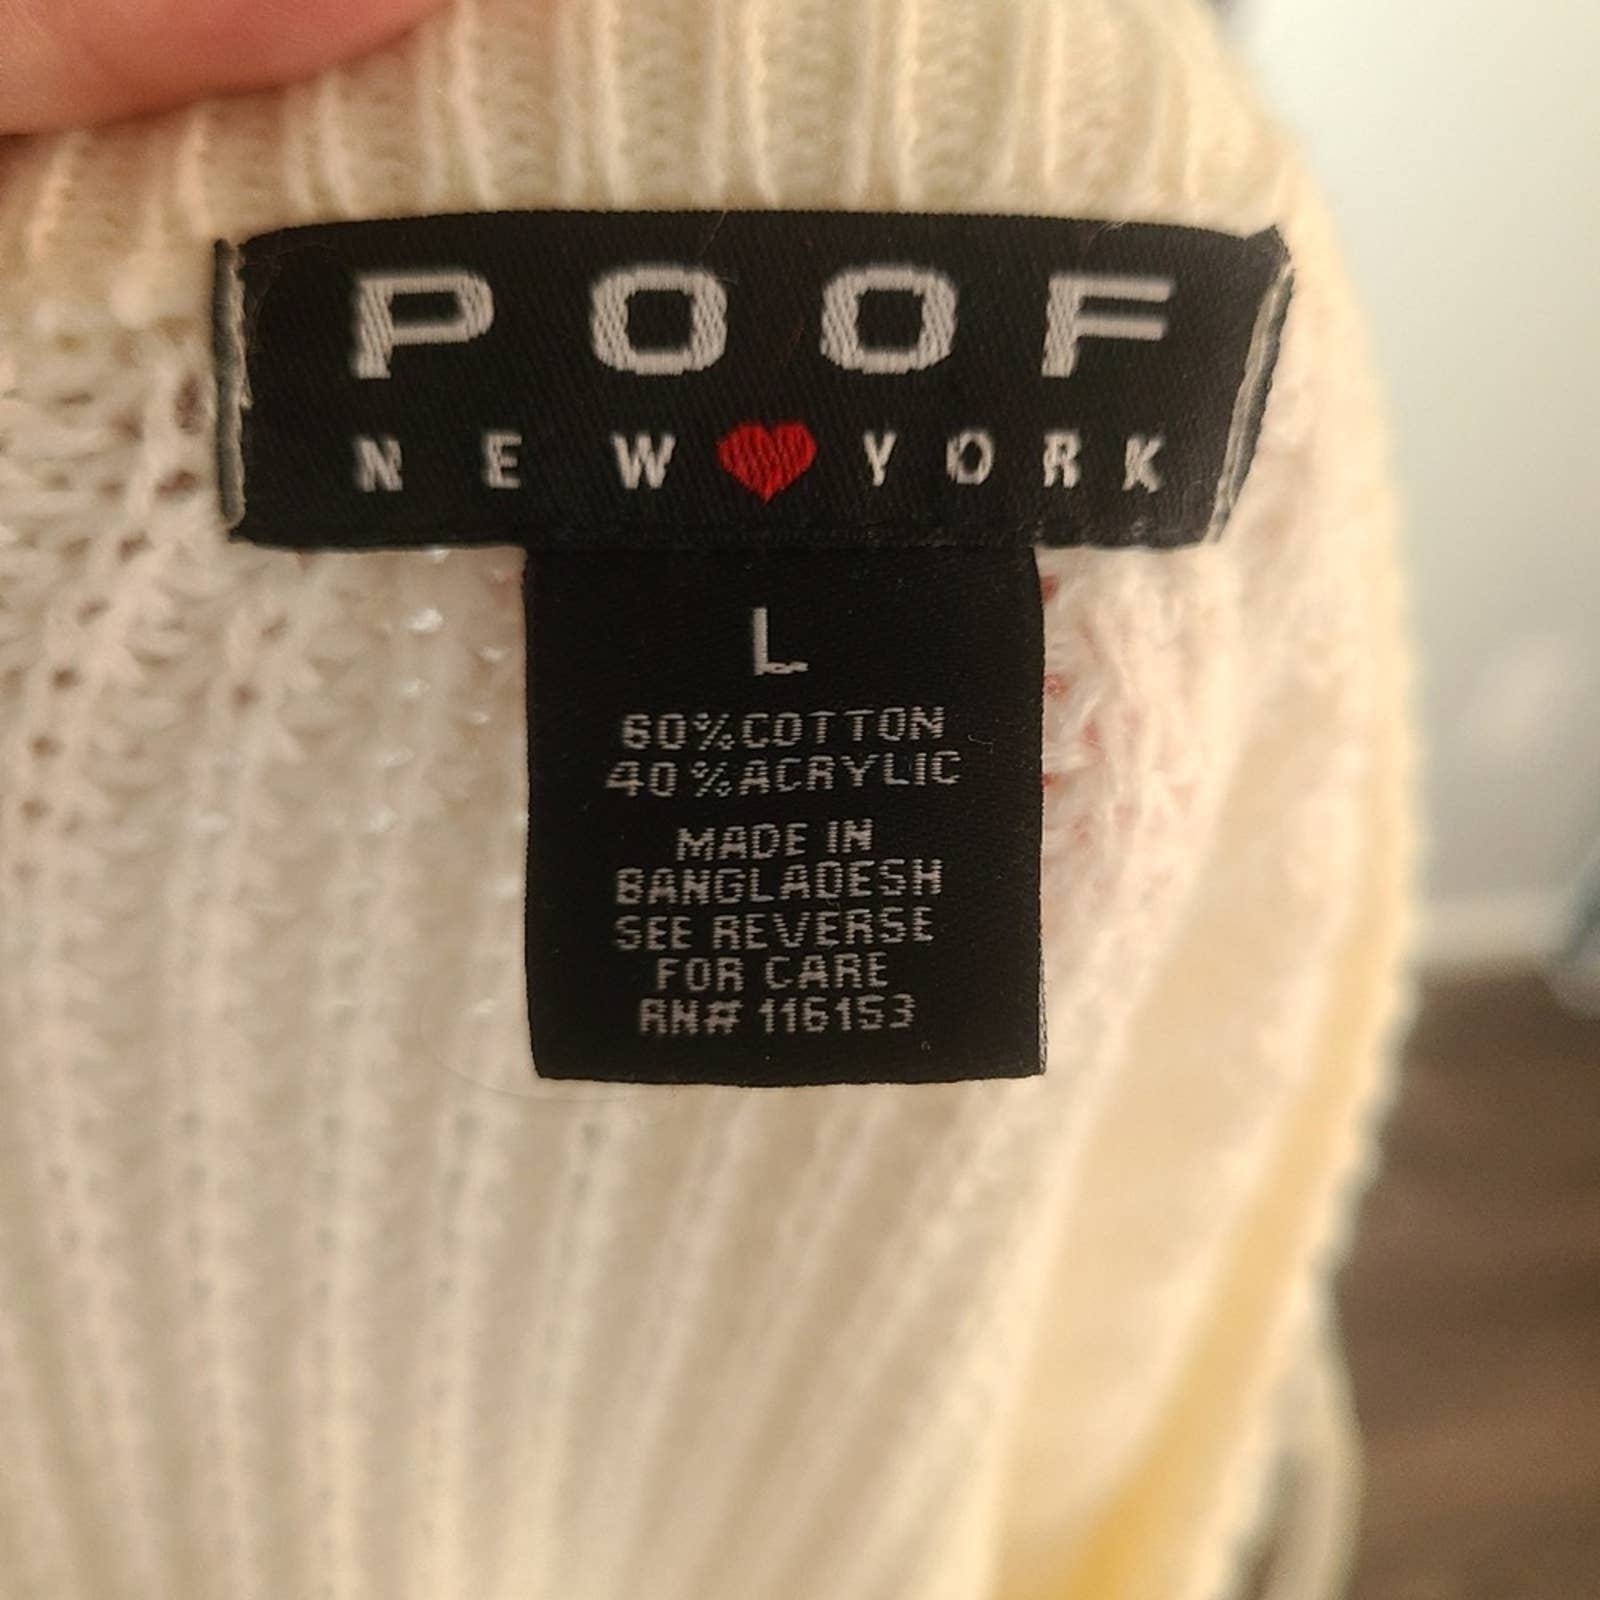 POOF
NEW YORK
L
60%COTTON
40%ACRYLIC
MADE IN
BANGLADESH
SEE REVERSE
FOR CARE
RN# 116153